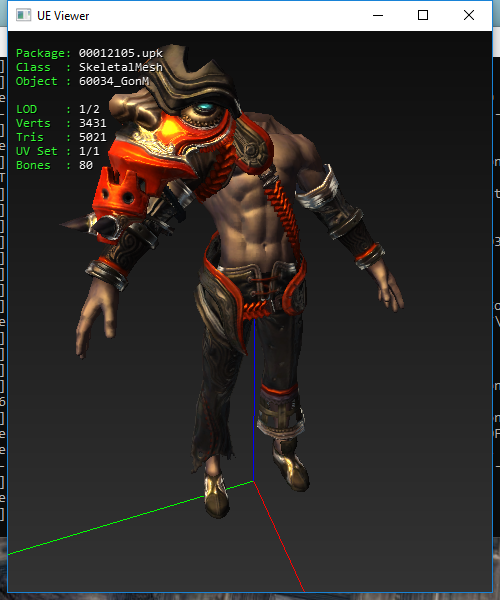 UE Viewer
Package: 00012105.upk
Class : SkeletalMesh
Object : 60034_GonM
LOD : 1/2
Verts : 3431
Tris : 5021
UV Set : 1/1
Bones : 80